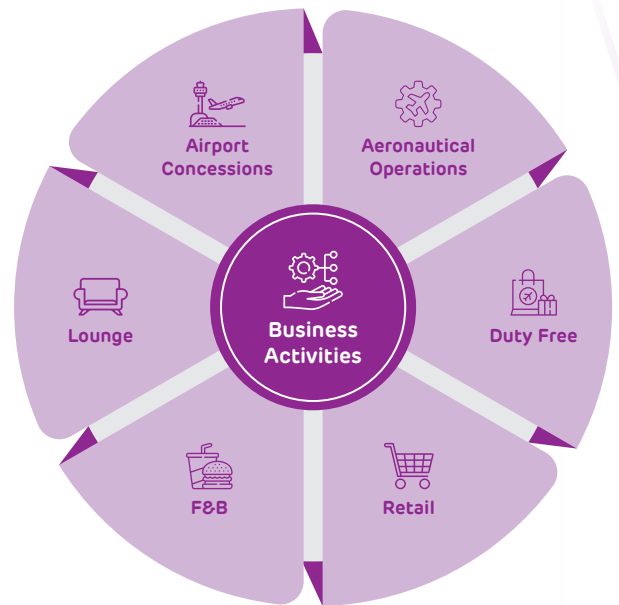 Airport
Concessions
Aeronautical
Operations
Lounge
Business
Activities
Duty Free
F&B
Retail